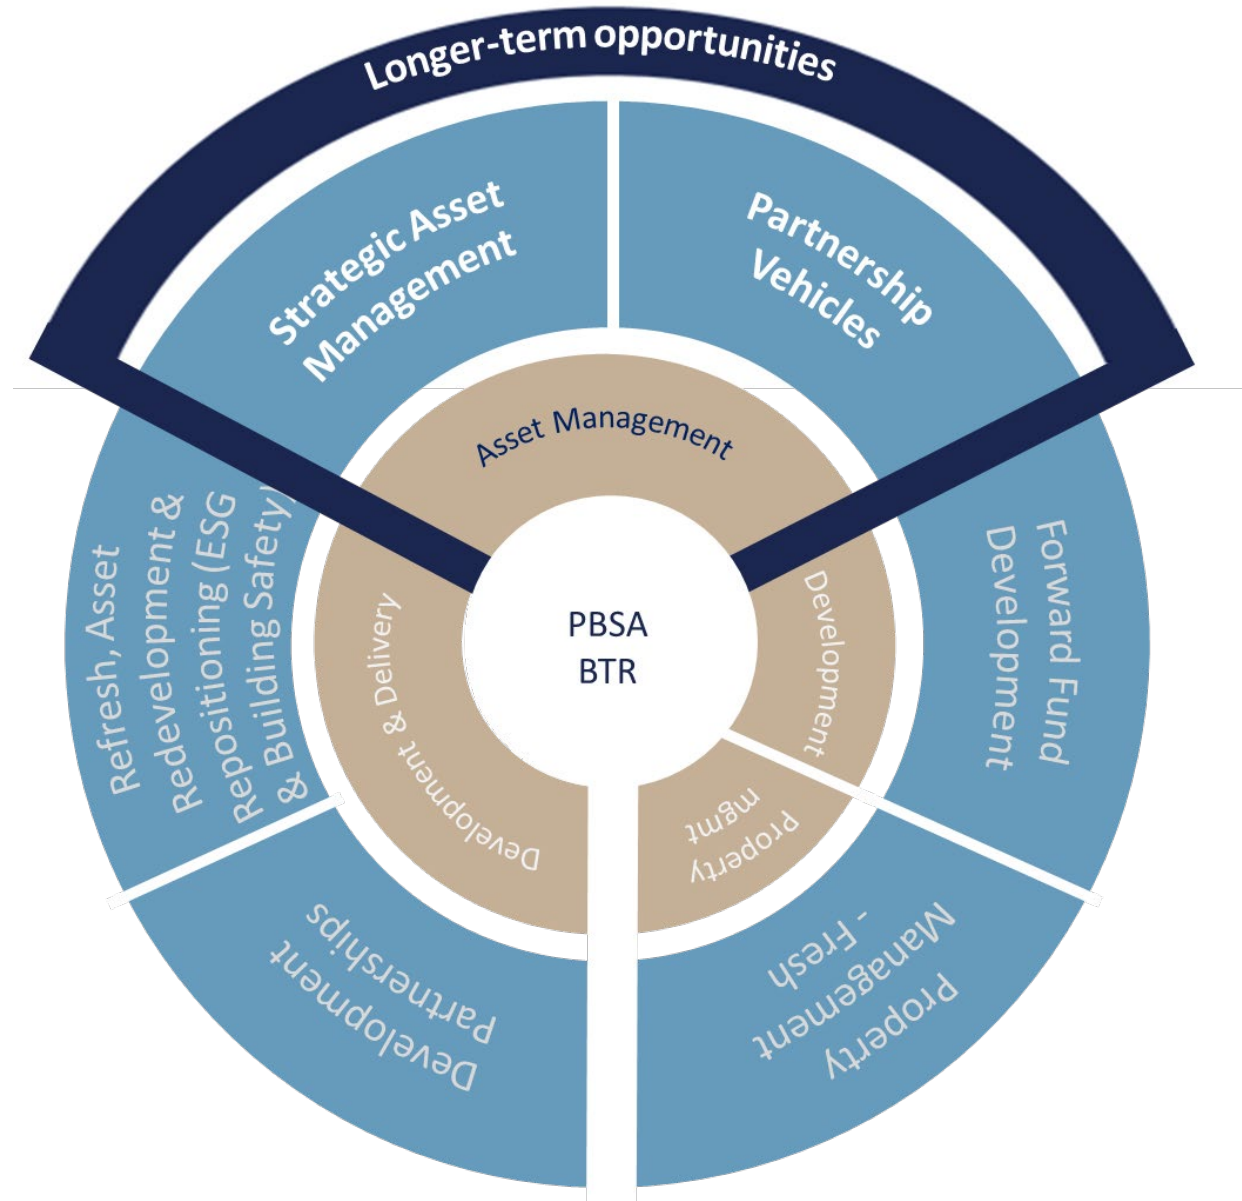 Longer-term opportunities
Strategic Asset
Management
Partnership
Vehicles
Asset Management
Refresh, Asset
Redevelopment &
Repositioning (ESG
& Building Safety)
Development & Delivery
PBSA
BTR
Development
Forward Fund
Development
Property
mgmt
Development
Partnerships
Property
Management
- Fresh